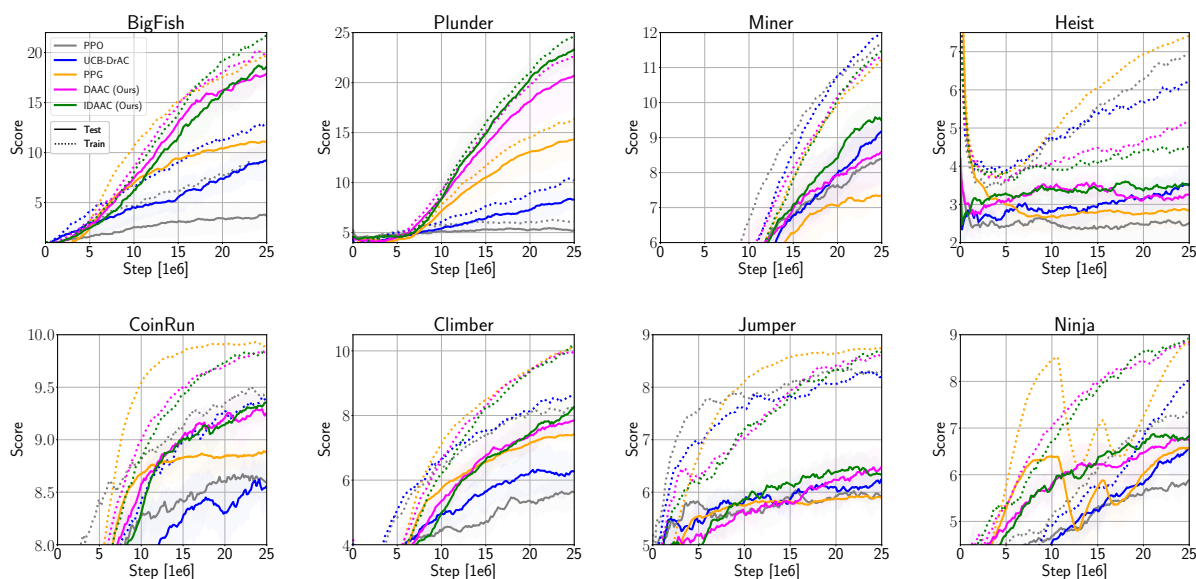 BigFish
Plunder
Miner
Heist
PPO
UCB-DrAC
PPG
DAAC (Ours)
IDAAC (Ours)
Test
Train
Score
20
15
10
5
0 5 10 15 20 25
Step [1e6]
Score
25
20
15
10
5
0 5 10 15 20 25
Step [1e6]
Score
12
11
10
9
8
7
6
0 5 10 15 20 25
Step [1e6]
Score
7
6
5
4
3
2
0 5 10 15 20 25
Step [1e6]
CoinRun
Climber
Jumper
Ninja
Score
10.0
9.5
9.0
8.5
8.0
0 5 10 15 20 25
Step [1e6]
Score
10
8
6
4
0 5 10 15 20 25
Step [1e6]
Score
9
8
7
6
5
0 5 10 15 20 25
Step [1e6]
Score
9
8
7
6
5
0 5 10 15 20 25
Step [1e6]